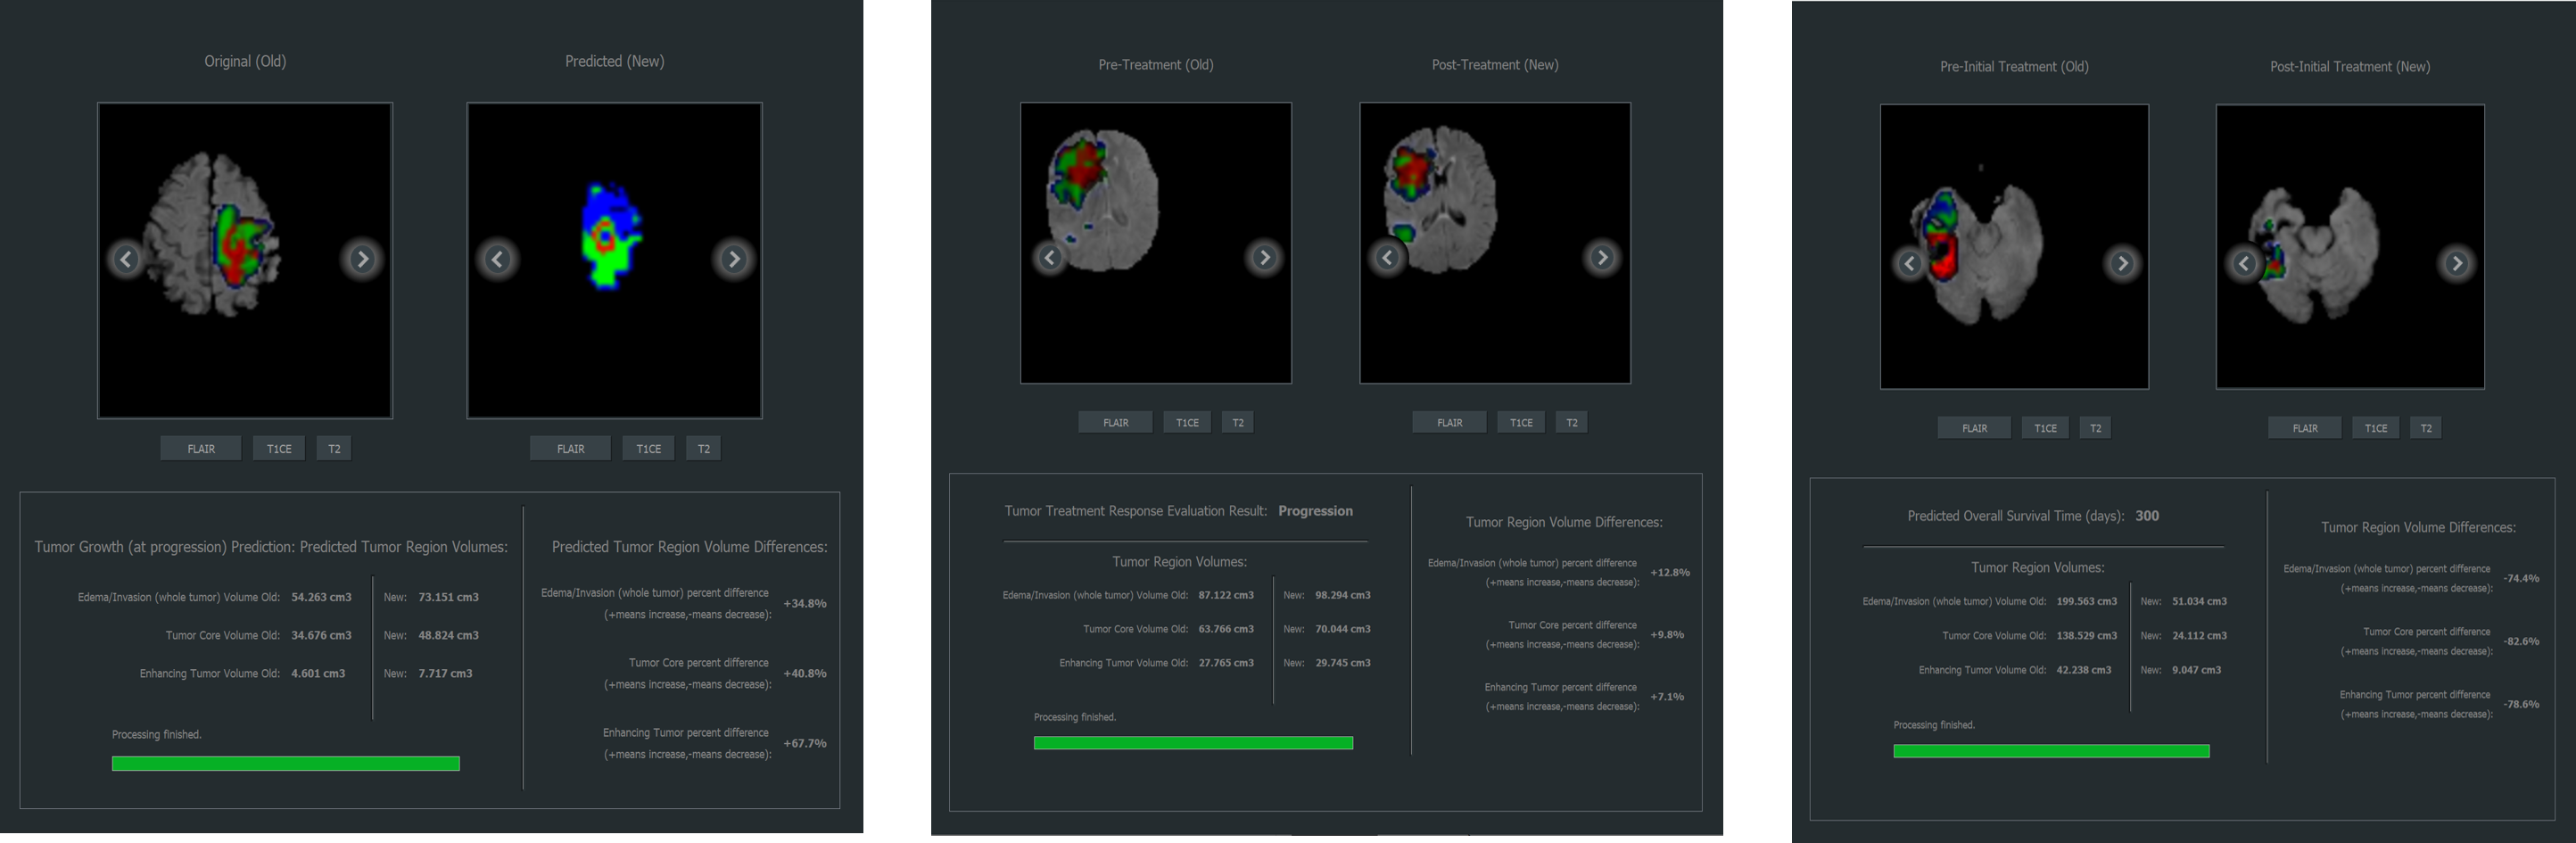 Original (Old)
Predicted (New)
FLAIR
T1CE
T2
FLAIR
T1CE
T2
Tumor Growth (at progression) Prediction: Predicted Tumor Region Volumes:
Edema/Invasion (whole tumor) Volume Old: 54.263 cm3
New: 73.151 cm3
Tumor Core Volume Old: 34.676 cm3
New: 48.824 cm3
Enhancing Tumor Volume Old: 4.601 cm3
New: 7.717 cm3
Processing finished.
Predicted Tumor Region Volume Differences:
Edema/Invasion (whole tumor) percent difference
(+means increase,-means decrease):
+34.8%
Tumor Core percent difference
(+means increase,-means decrease):
+40.8%
Enhancing Tumor percent difference
(+means increase,-means decrease):
+67.7%
Pre-Treatment (Old)
Post-Treatment (New)
FLAIR
T1CE
T2
FLAIR
T1CE
T2
Tumor Treatment Response Evaluation Result: Progression
Tumor Region Volumes:
Edema/Invasion (whole tumor) Volume Old: 87.122 cm3
New: 98.294 cm3
Tumor Core Volume Old: 63.766 cm3
New: 70.044 cm3
Enhancing Tumor Volume Old: 27.765 cm3
New: 29.745 cm3
Processing finished.
Tumor Region Volume Differences:
Edema/Invasion (whole tumor) percent difference
(+means increase,-means decrease):
+12.8%
Tumor Core percent difference
(+means increase,-means decrease):
+9.8%
Enhancing Tumor percent difference
(+means increase,-means decrease):
+7.1%
Pre-Initial Treatment (Old)
Post-Initial Treatment (New)
FLAIR
T1CE
T2
FLAIR
T1CE
T2
Predicted Overall Survival Time (days): 300
Tumor Region Volumes:
Edema/Invasion (whole tumor) Volume Old: 199.563 cm3
New: 51.034 cm3
Tumor Core Volume Old: 138.529 cm3
New: 24.112 cm3
Enhancing Tumor Volume Old: 42.238 cm3
New: 9.047 cm3
Processing finished.
Tumor Region Volume Differences:
Edema/Invasion (whole tumor) percent difference
(+means increase,-means decrease):
-74.4%
Tumor Core percent difference
(+means increase,-means decrease):
-82.6%
Enhancing Tumor percent difference
(+means increase,-means decrease):
-78.6%